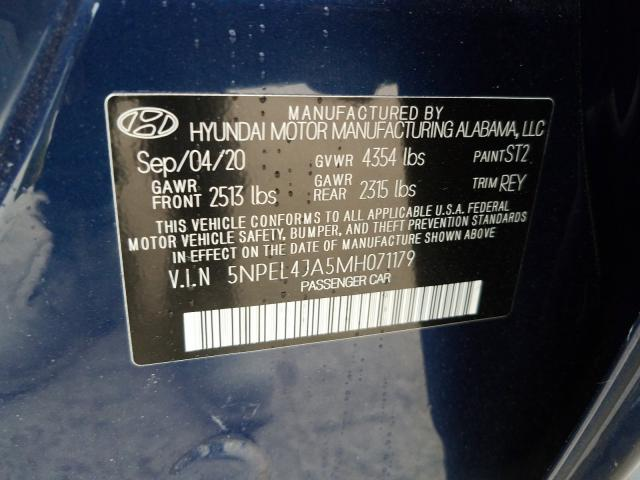 MANUFACTURED BY
HYUNDAI MOTOR MANUFACTURING ALABAMA, LLC
Sep/04/20 GVWR 4354 lbs PAINT ST2
GAWR FRONT 2513 lbs GAWR REAR 2315 lbs TRIM REY
THIS VEHICLE CONFORMS TO ALL APPLICABLE U.S.A. FEDERAL
MOTOR VEHICLE SAFETY, BUMPER, AND THEFT PREVENTION STANDARDS
IN EFFECT ON THE DATE OF MANUFACTURE SHOWN ABOVE.
V.I.N 5NPEL4JA5MH071179
PASSENGER CAR